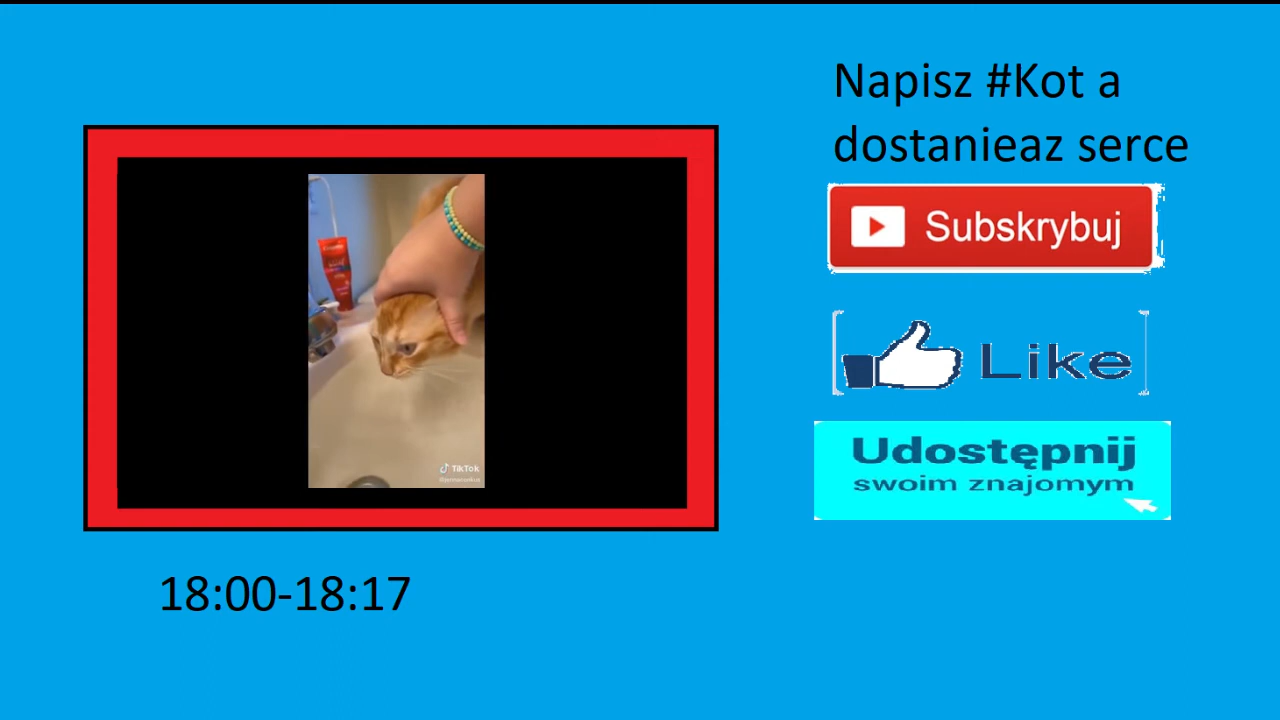 Napisz #Kot a
dostanieaz serce
Subskrybuj
Like
Udostępnij
swoim znajomym
TikTok
18:00-18:17